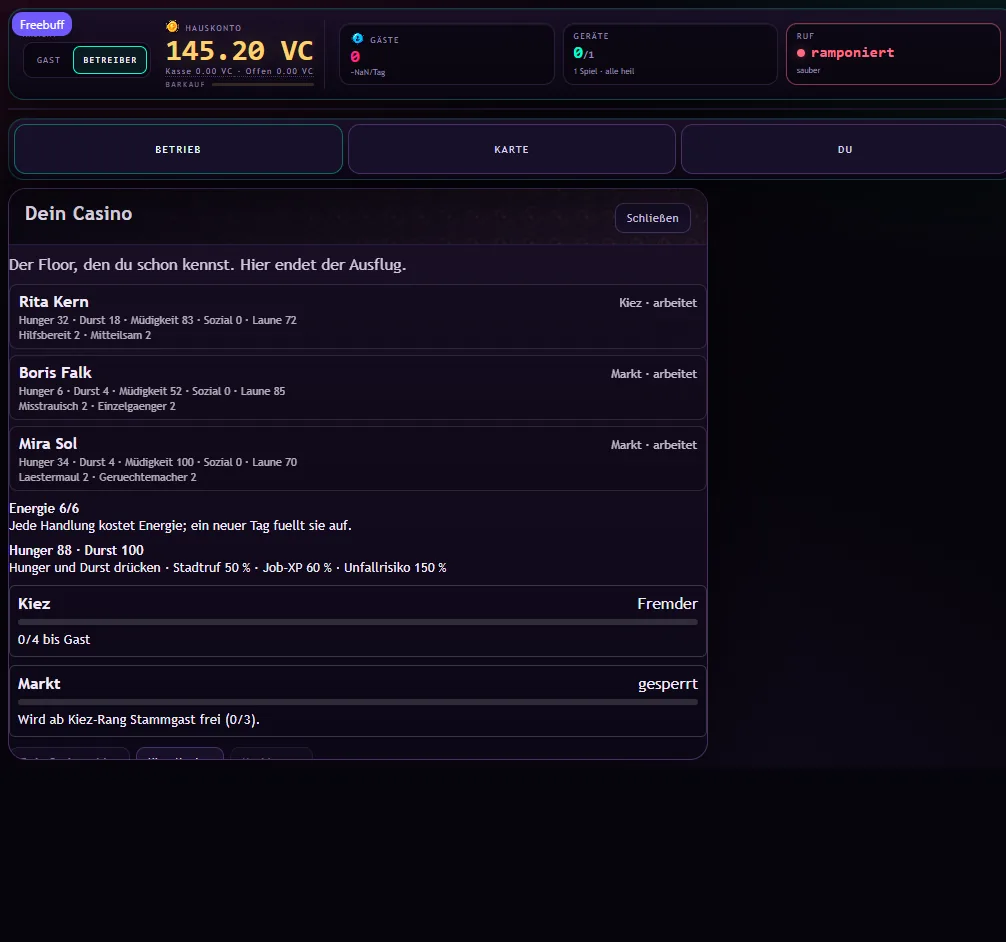 Freebuff
GAST
BETREIBER
HAUSKONTO
145.20 VC
Kasse 0.00 VC · Offen 0.00 VC
BARKAUF
GÄSTE
0
~NaN/Tag
GERÄTE
0/1
1 Spiel · alle heil
RUF
ramponiert
sauber
BETRIEB
KARTE
DU
Dein Casino
Schließen
Der Floor, den du schon kennst. Hier endet der Ausflug.
Rita Kern
Kiez · arbeitet
Hunger 32 · Durst 18 · Müdigkeit 83 · Sozial 0 · Laune 72
Hilfsbereit 2 · Mitteilsam 2
Boris Falk
Markt · arbeitet
Hunger 6 · Durst 4 · Müdigkeit 52 · Sozial 0 · Laune 85
Misstrauisch 2 · Einzelgaenger 2
Mira Sol
Markt · arbeitet
Hunger 34 · Durst 4 · Müdigkeit 100 · Sozial 0 · Laune 70
Laestermaul 2 · Geruechtemacher 2
Energie 6/6
Jede Handlung kostet Energie; ein neuer Tag fuellt sie auf.
Hunger 88 · Durst 100
Hunger und Durst drücken · Stadtruf 50 % · Job-XP 60 % · Unfallrisiko 150 %
Kiez
Fremder
0/4 bis Gast
Markt
gesperrt
Wird ab Kiez-Rang Stammgast frei (0/3).